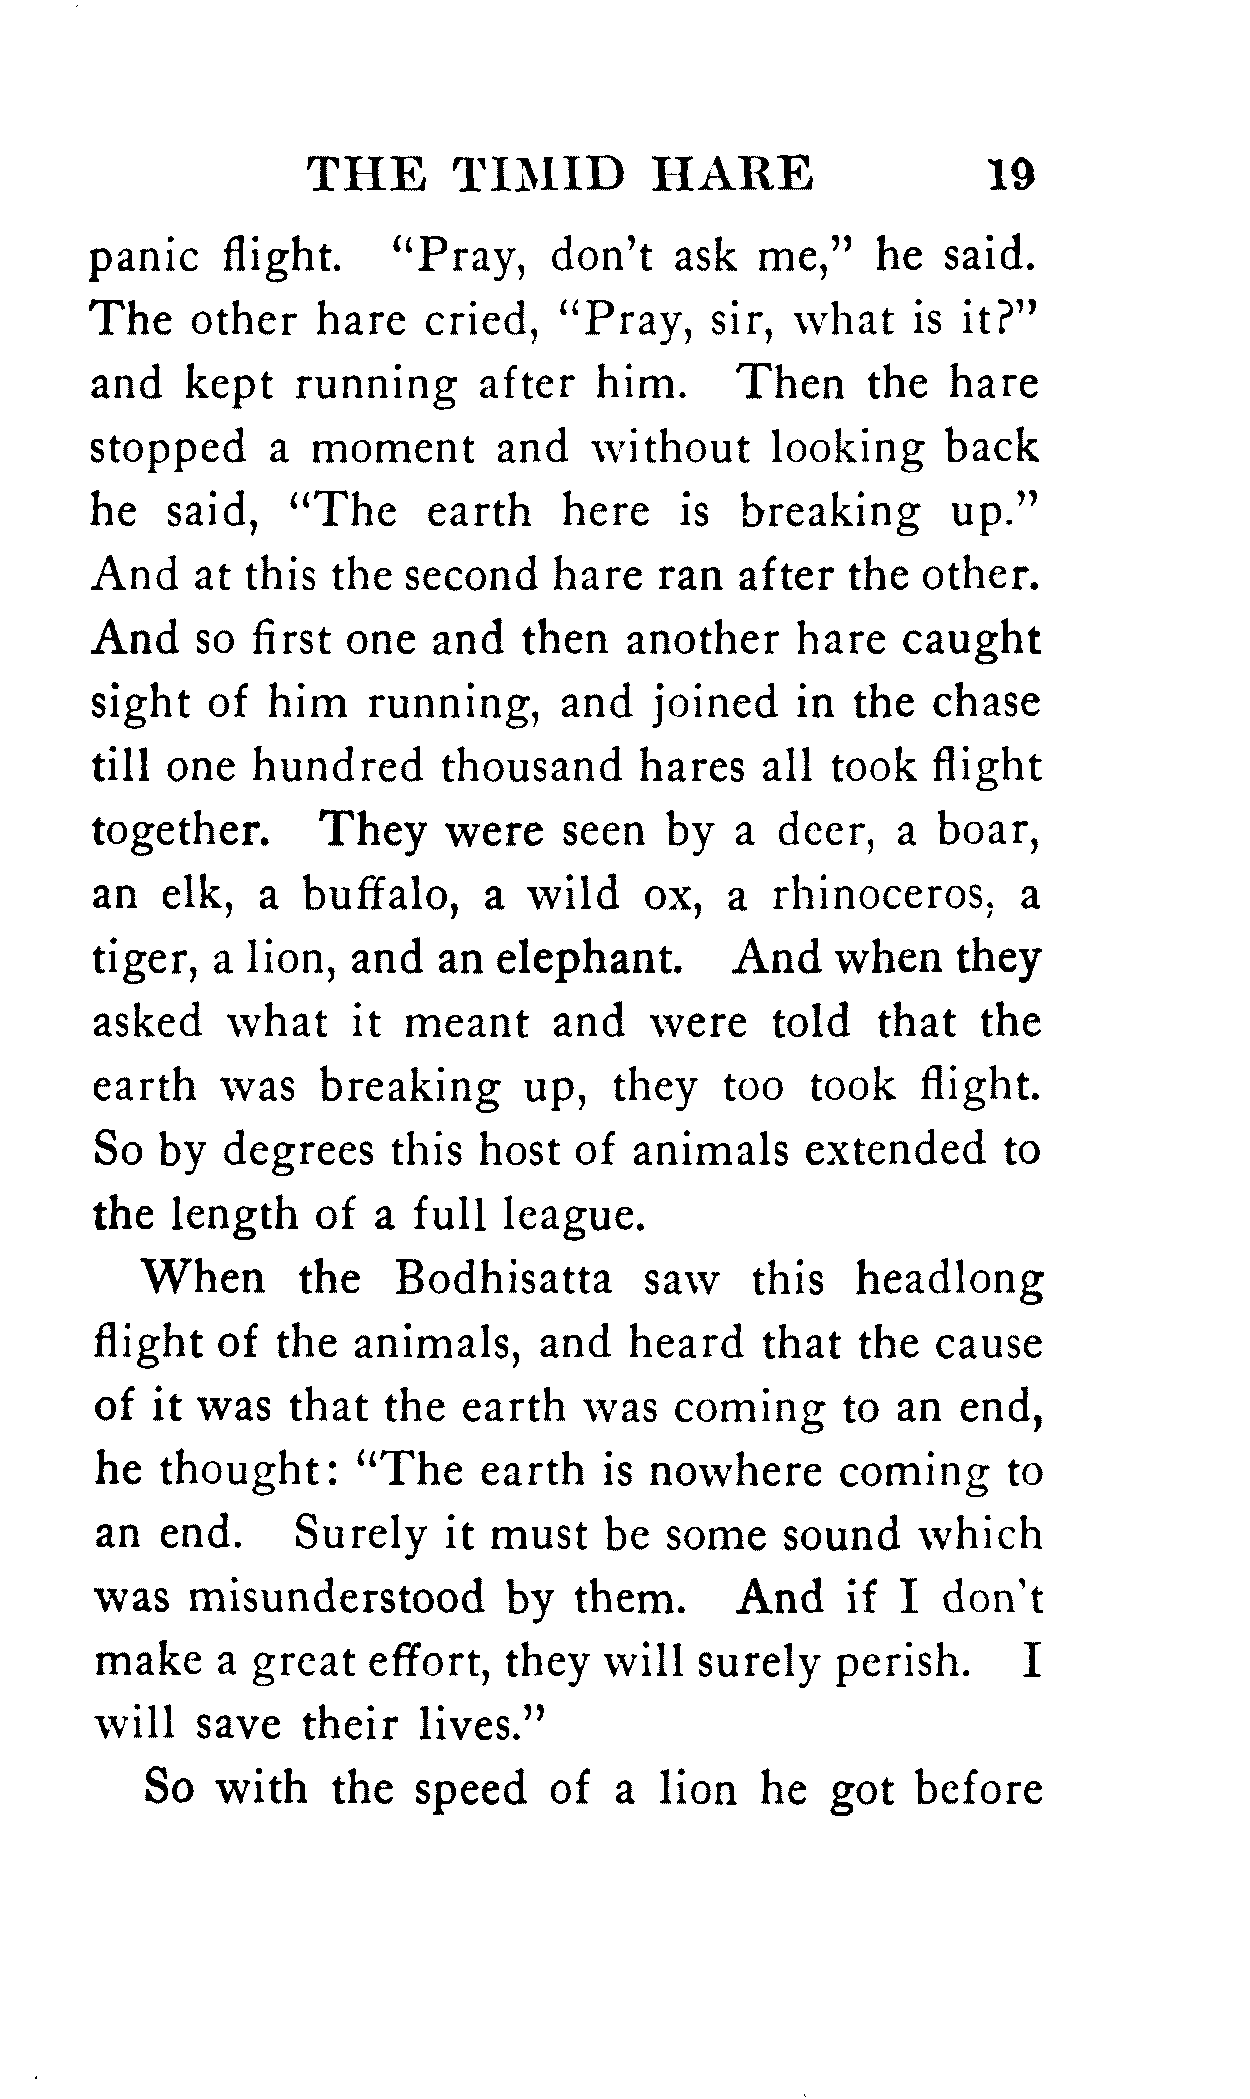 THE TIMID HARE 19
panic flight. "Pray, don't ask me," he said.
The other hare cried, "Pray, sir, what is it?"
and kept running after him. Then the hare
stopped a moment and without looking back
he said, "The earth here is breaking up."
And at this the second hare ran after the other.
And so first one and then another hare caught
sight of him running, and joined in the chase
till one hundred thousand hares all took flight
together. They were seen by a deer, a boar,
an elk, a buffalo, a wild ox, a rhinoceros, a
tiger, a lion, and an elephant. And when they
asked what it meant and were told that the
earth was breaking up, they too took flight.
So by degrees this host of animals extended to
the length of a full league.
When the Bodhisatta saw this headlong
flight of the animals, and heard that the cause
of it was that the earth was coming to an end,
he thought: "The earth is nowhere coming to
an end. Surely it must be some sound which
was misunderstood by them. And if I don't
make a great effort, they will surely perish. I
will save their lives."
So with the speed of a lion he got before